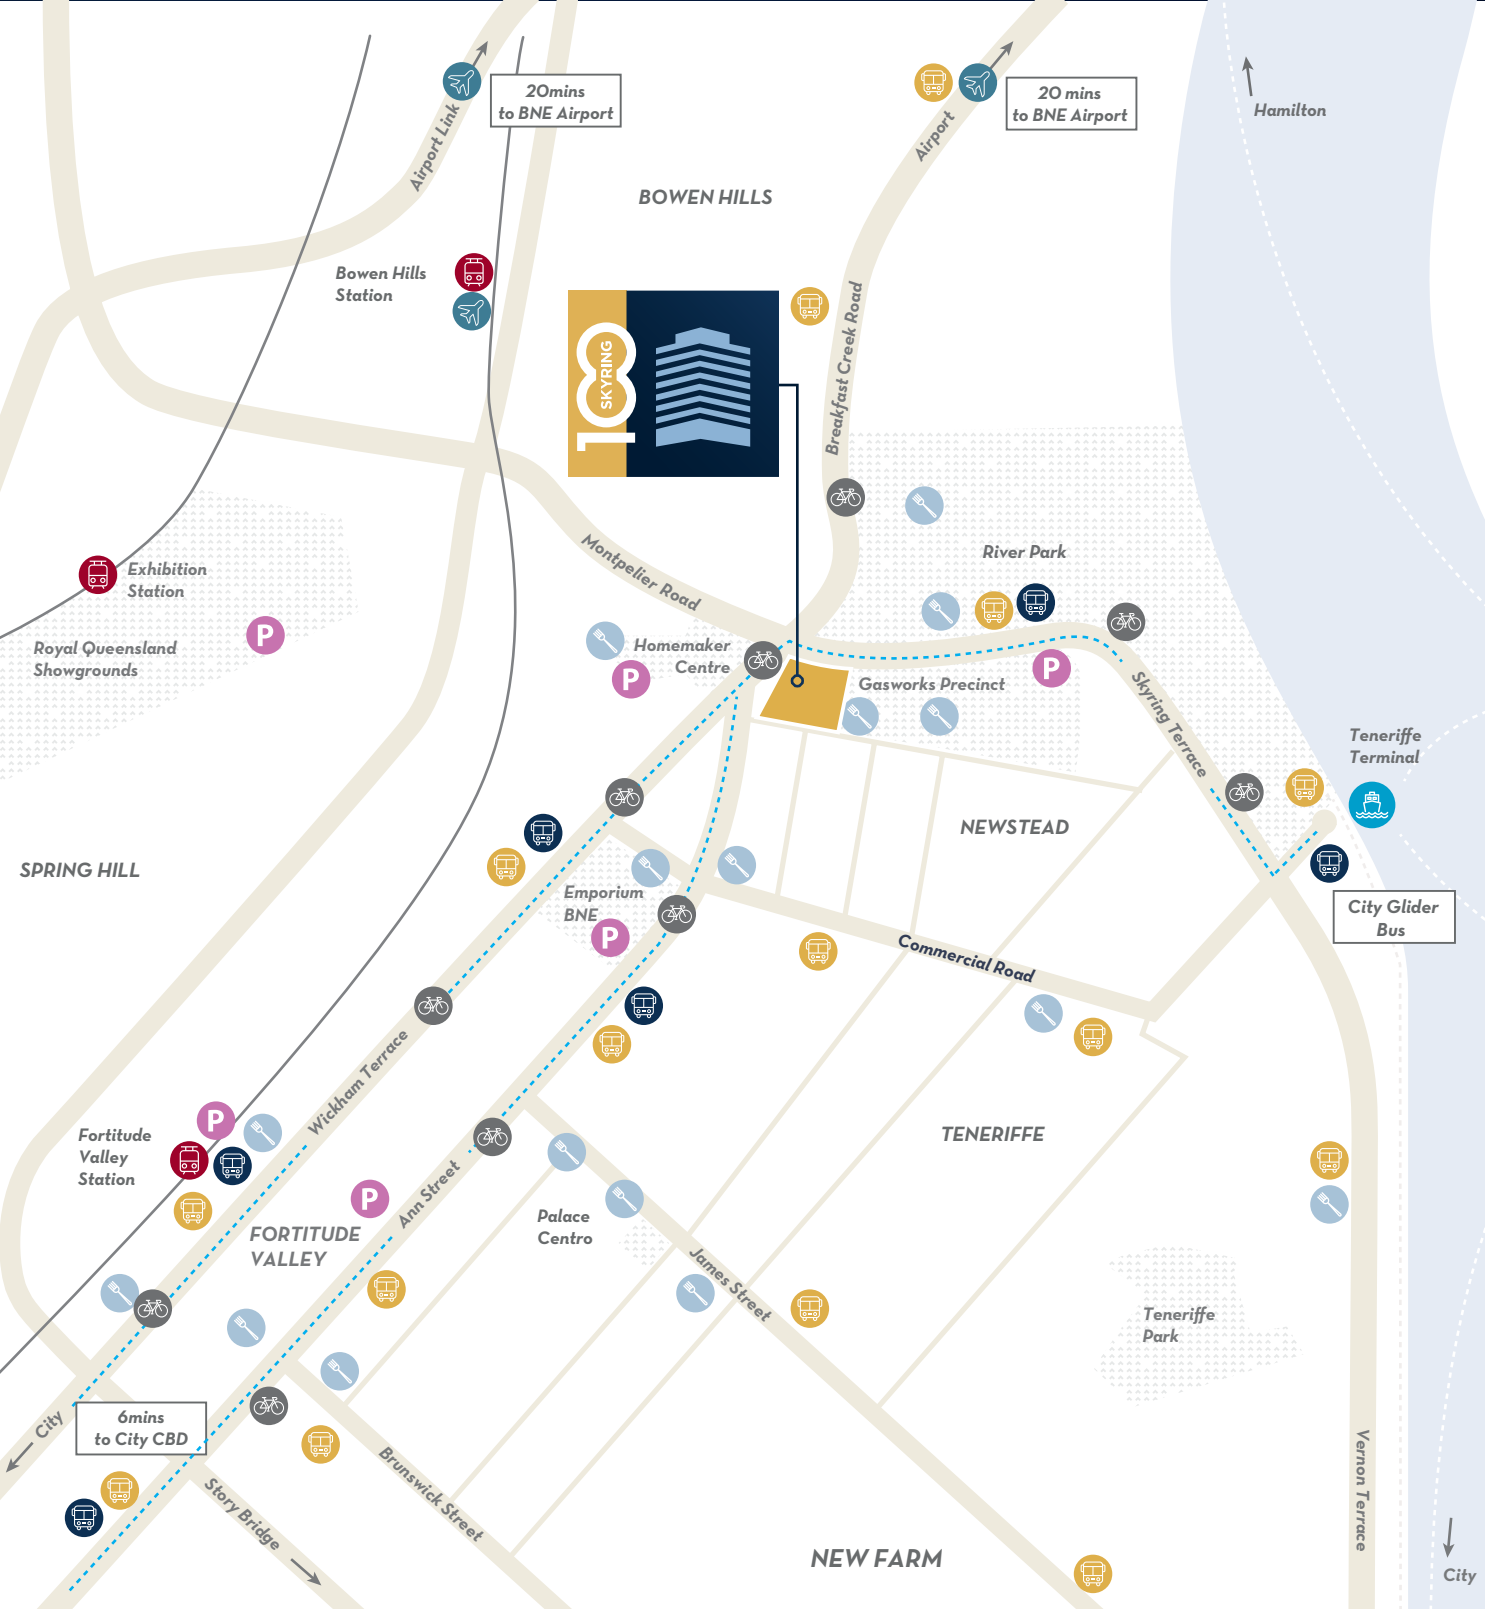 20mins
to BNE Airport
20 mins
to BNE Airport
Hamilton
Airport Link
Airport
BOWEN HILLS
Bowen Hills
Station
100
SKYRING
Breakfast Creek Road
River Park
Montpelier Road
Exhibition
Station
P
Royal Queensland
Showgrounds
Homemaker
Centre
P
P
Gasworks Precinct
Skyring Terrace
Teneriffe
Terminal
NEWSTEAD
SPRING HILL
Emporium
BNE
P
City Glider
Bus
Commercial Road
Wickham Terrace
P
Fortitude
Valley
Station
TENERIFFE
P
Ann Street
Palace
Centro
FORTITUDE
VALLEY
James Street
Teneriffe
Park
City
6mins
to City CBD
Brunswick Street
Vernon Terrace
Story Bridge
NEW FARM
City